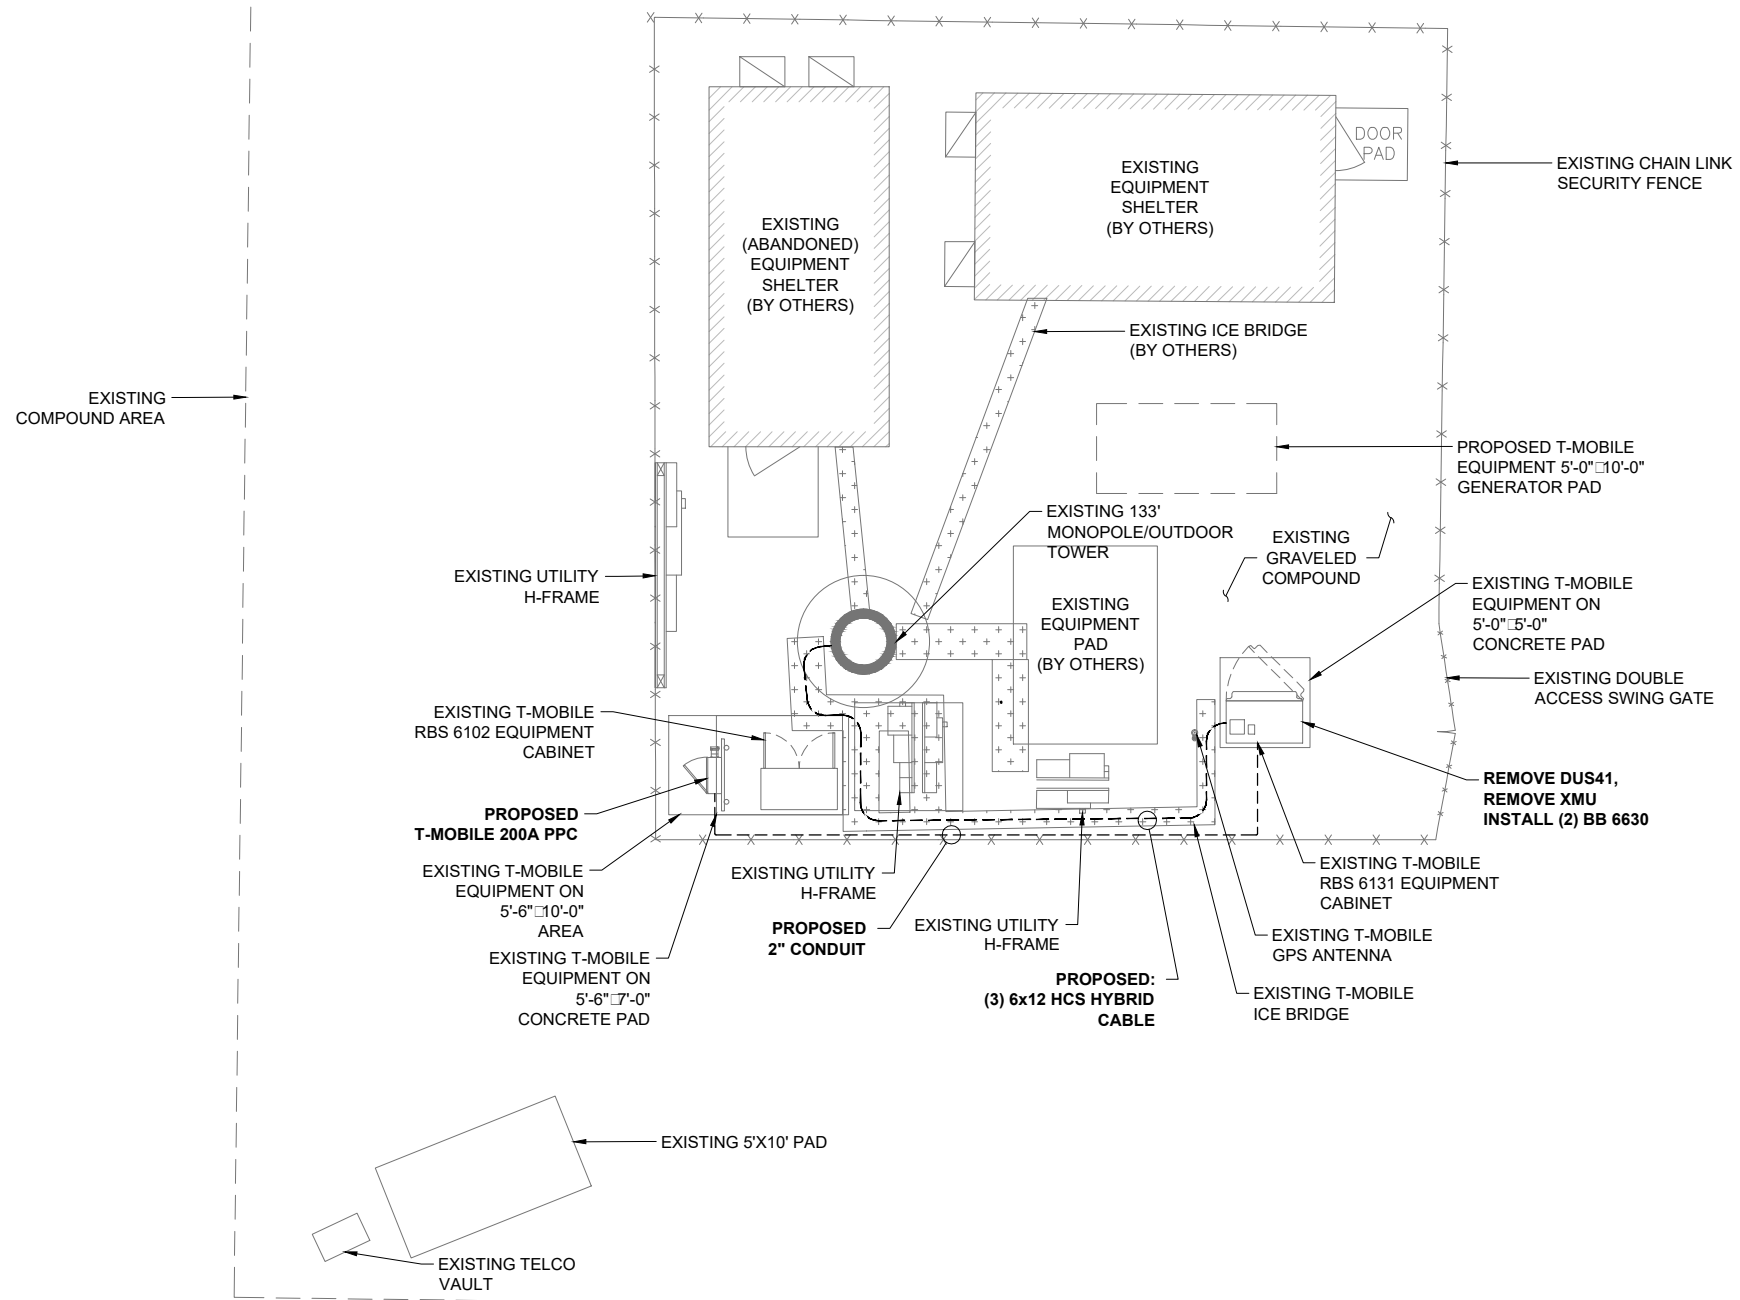 DOOR
PAD
EXISTING CHAIN LINK
SECURITY FENCE
EXISTING
EQUIPMENT
SHELTER
(BY OTHERS)
EXISTING
(ABANDONED)
EQUIPMENT
SHELTER
(BY OTHERS)
EXISTING ICE BRIDGE
(BY OTHERS)
EXISTING
COMPOUND AREA
PROPOSED T-MOBILE
EQUIPMENT 5'-0"□10'-0"
GENERATOR PAD
EXISTING 133'
MONOPOLE/OUTDOOR
TOWER
EXISTING
GRAVELED
COMPOUND
EXISTING UTILITY
H-FRAME
EXISTING T-MOBILE
EQUIPMENT ON
5'-0"□5'-0"
CONCRETE PAD
EXISTING
EQUIPMENT
PAD
(BY OTHERS)
EXISTING DOUBLE
ACCESS SWING GATE
EXISTING T-MOBILE
RBS 6102 EQUIPMENT
CABINET
REMOVE DUS41,
REMOVE XMU
INSTALL (2) BB 6630
PROPOSED
T-MOBILE 200A PPC
EXISTING T-MOBILE
EQUIPMENT ON
5'-6"□10'-0"
AREA
EXISTING UTILITY
H-FRAME
EXISTING T-MOBILE
RBS 6131 EQUIPMENT
CABINET
PROPOSED
2" CONDUIT
EXISTING UTILITY
H-FRAME
EXISTING T-MOBILE
GPS ANTENNA
EXISTING T-MOBILE
EQUIPMENT ON
5'-6"□7'-0"
CONCRETE PAD
PROPOSED:
(3) 6x12 HCS HYBRID
CABLE
EXISTING T-MOBILE
ICE BRIDGE
EXISTING 5'X10' PAD
EXISTING TELCO
VAULT